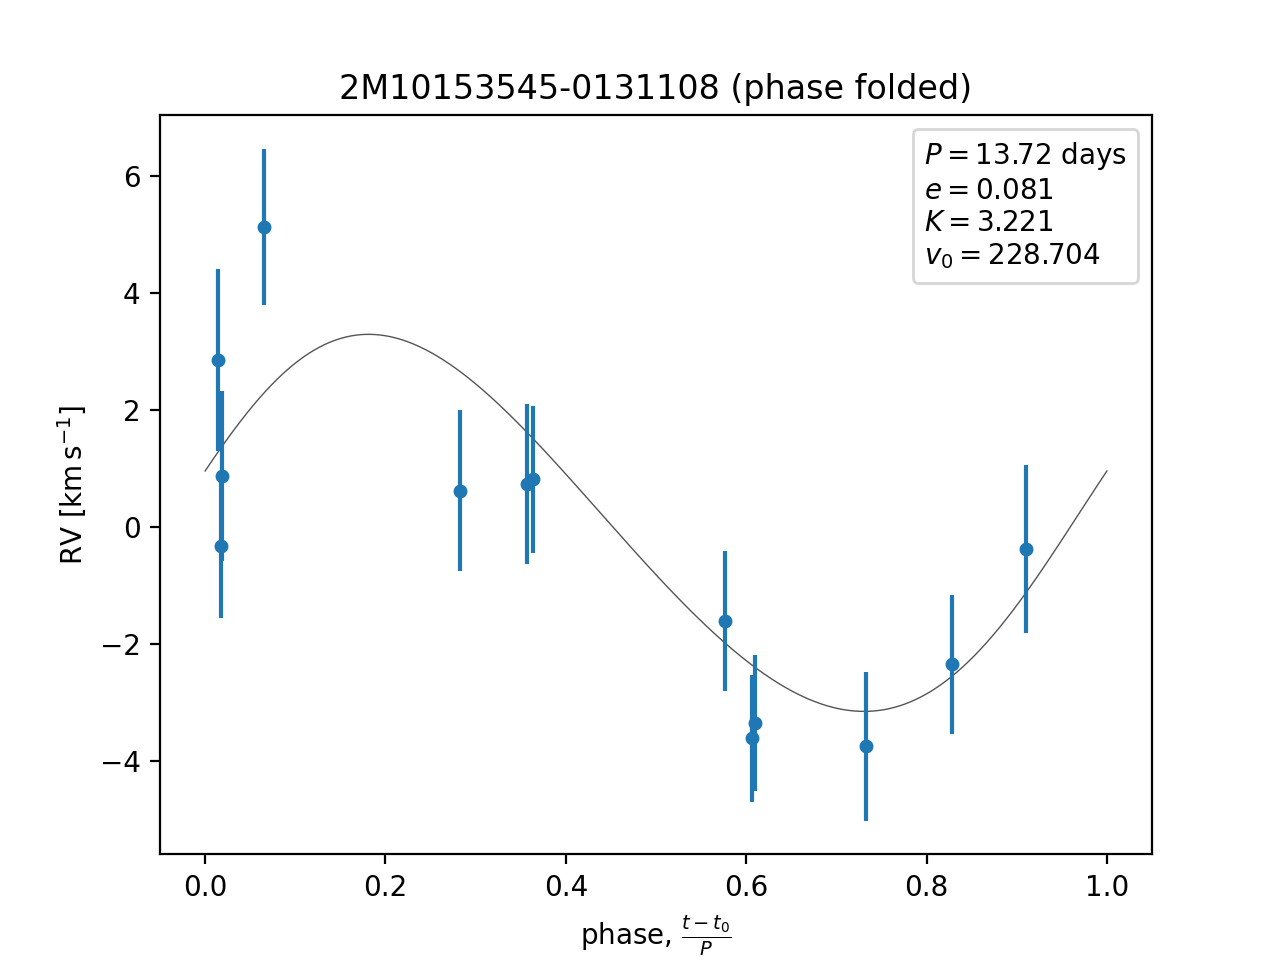 2M10153545-0131108 (phase folded)
P = 13.72 days
e = 0.081
K = 3.221
v₀ = 228.704
6
4
2
0
−2
−4
RV [km s⁻¹]
0.0 0.2 0.4 0.6 0.8 1.0
phase, (t − t₀)/P